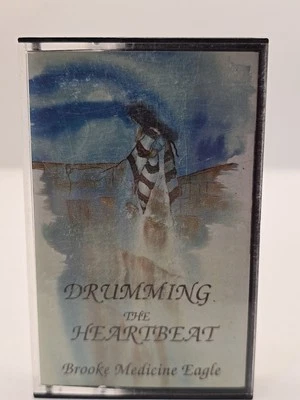 DRUMMING
THE
HEARTBEAT
Brooke Medicine Eagle